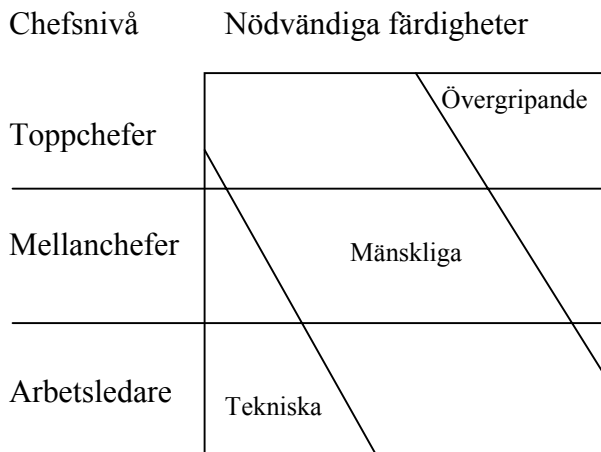 Chefsnivå Nödvändiga färdigheter
Övergripande
Toppchefer
Mellanchefer Mänskliga
Arbetsledare Tekniska